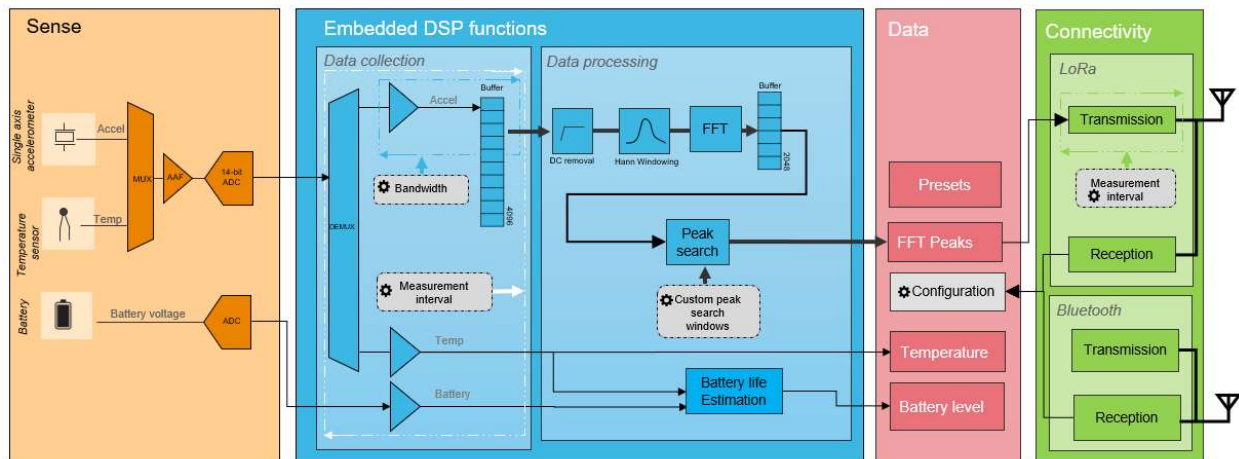 Sense
Single axis
accelerometer
Accel
Temperature
sensor
Temp
MUX
AAF
14-bit
ADC
Battery
Battery voltage
ADC
Embedded DSP functions
Data collection
DEMUX
Accel
Buffer
4096
Bandwidth
Measurement
interval
Temp
Battery
Data processing
DC removal
Hann Windowing
FFT
Buffer
2048
Peak
search
Custom peak
search
windows
Battery life
Estimation
Data
Presets
FFT Peaks
Configuration
Temperature
Battery level
Connectivity
LoRa
Transmission
Measurement
interval
Reception
Bluetooth
Transmission
Reception